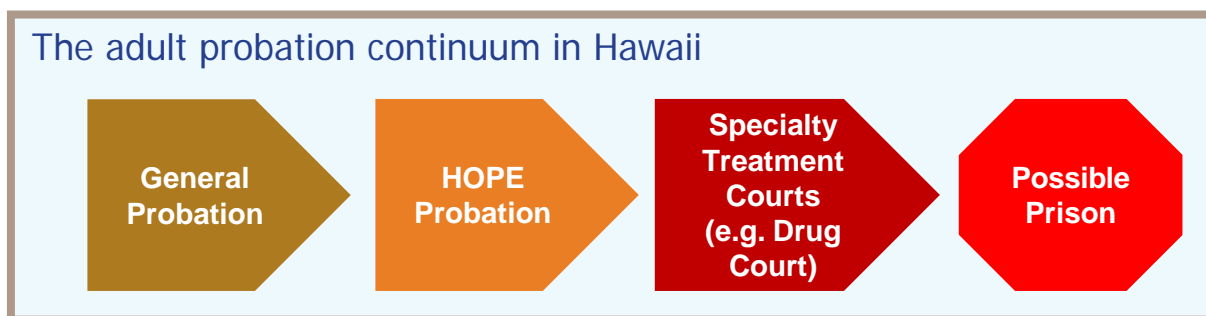 The adult probation continuum in Hawaii
General
Probation
HOPE
Probation
Specialty
Treatment
Courts
(e.g. Drug
Court)
Possible
Prison